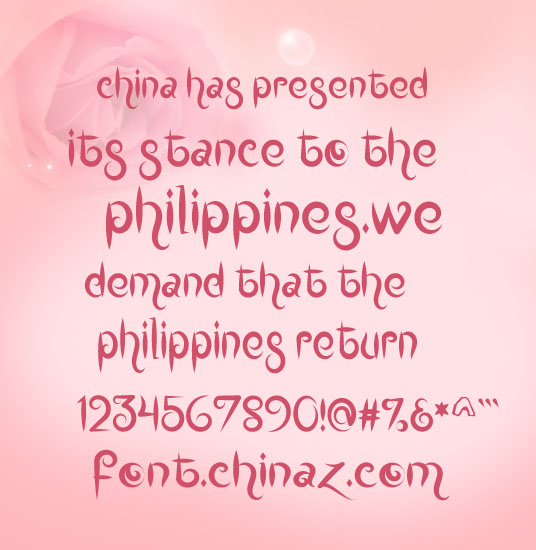 china has presented
its stance to the
philippines.we
demand that the
philippines return
1234567890!@#%&*^```
font.chinaz.com